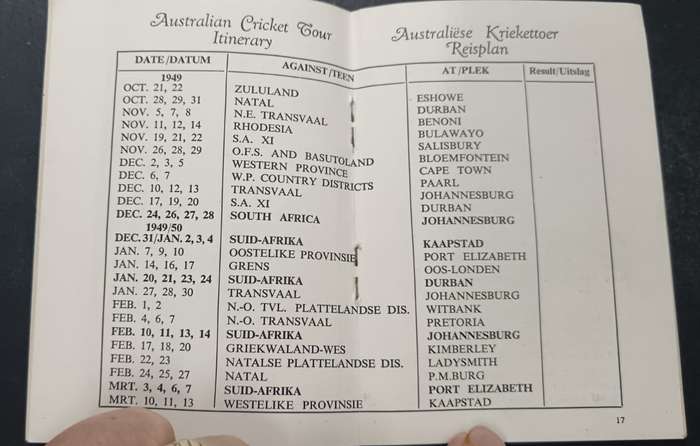 Australian Cricket Tour
Itinerary
Australiëse Kriekettoer
Reisplan
DATE/DATUM AGAINST/TEEN AT/PLEK Result/Uitslag
1949
OCT. 21, 22 ZULULAND ESHOWE
OCT. 28, 29, 31 NATAL DURBAN
NOV. 5, 7, 8 N.E. TRANSVAAL BENONI
NOV. 11, 12, 14 RHODESIA BULAWAYO
NOV. 19, 21, 22 S.A. XI SALISBURY
NOV. 26, 28, 29 O.F.S. AND BASUTOLAND BLOEMFONTEIN
DEC. 2, 3, 5 WESTERN PROVINCE CAPE TOWN
DEC. 6, 7 W.P. COUNTRY DISTRICTS PAARL
DEC. 10, 12, 13 TRANSVAAL JOHANNESBURG
DEC. 17, 19, 20 S.A. XI DURBAN
DEC. 24, 26, 27, 28 SOUTH AFRICA JOHANNESBURG
1949/50
DEC. 31/JAN. 2, 3, 4 SUID-AFRIKA KAAPSTAD
JAN. 7, 9, 10 OOSTELIKE PROVINSIE PORT ELIZABETH
JAN. 14, 16, 17 GRENS OOS-LONDEN
JAN. 20, 21, 23, 24 SUID-AFRIKA DURBAN
JAN. 27, 28, 30 TRANSVAAL JOHANNESBURG
FEB. 1, 2 N.-O. TVL. PLATTELANDSE DIS. WITBANK
FEB. 4, 6, 7 N.-O. TRANSVAAL PRETORIA
FEB. 10, 11, 13, 14 SUID-AFRIKA JOHANNESBURG
FEB. 17, 18, 20 GRIEKWALAND-WES KIMBERLEY
FEB. 22, 23 NATALSE PLATTELANDSE DIS. LADYSMITH
FEB. 24, 25, 27 NATAL P.M.BURG
MRT. 3, 4, 6, 7 SUID-AFRIKA PORT ELIZABETH
MRT. 10, 11, 13 WESTELIKE PROVINSIE KAAPSTAD
17